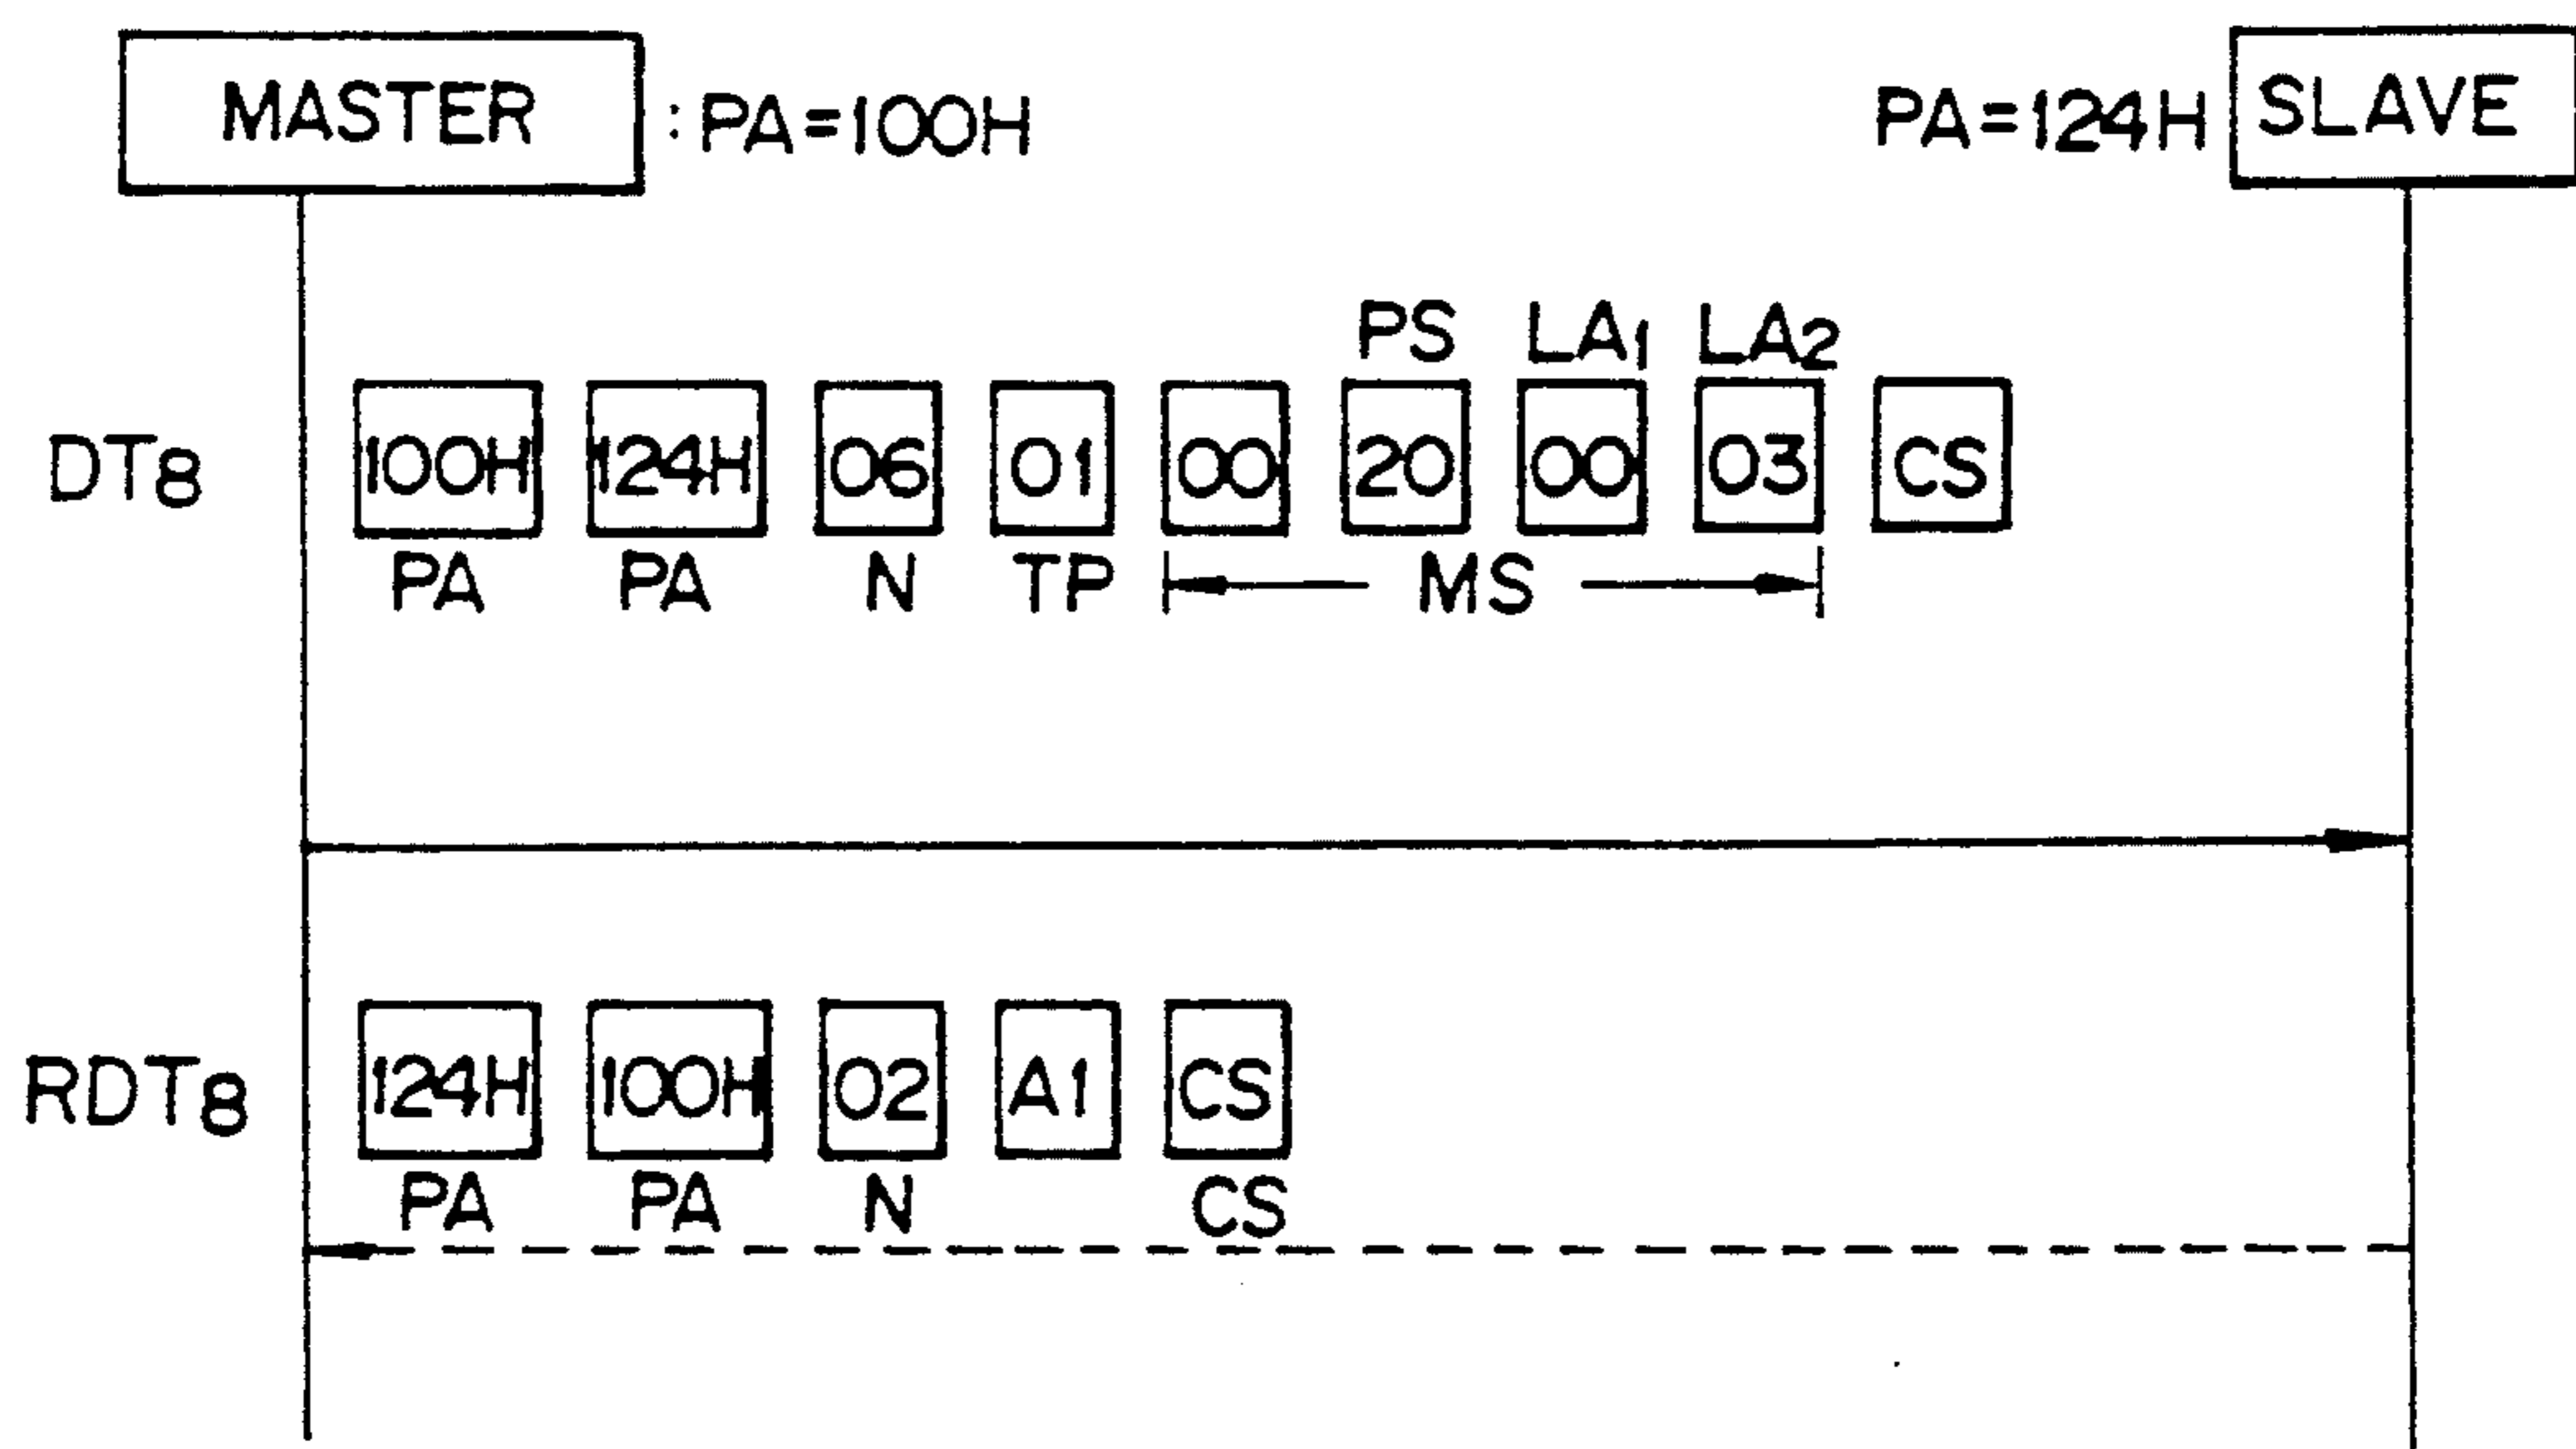 MASTER : PA=100H PA=124H SLAVE
PS LA1 LA2
DT8 100H 124H 06 01 00 20 00 03 CS
PA PA N TP MS
RDT8 124H 100H 02 A1 CS
PA PA N CS